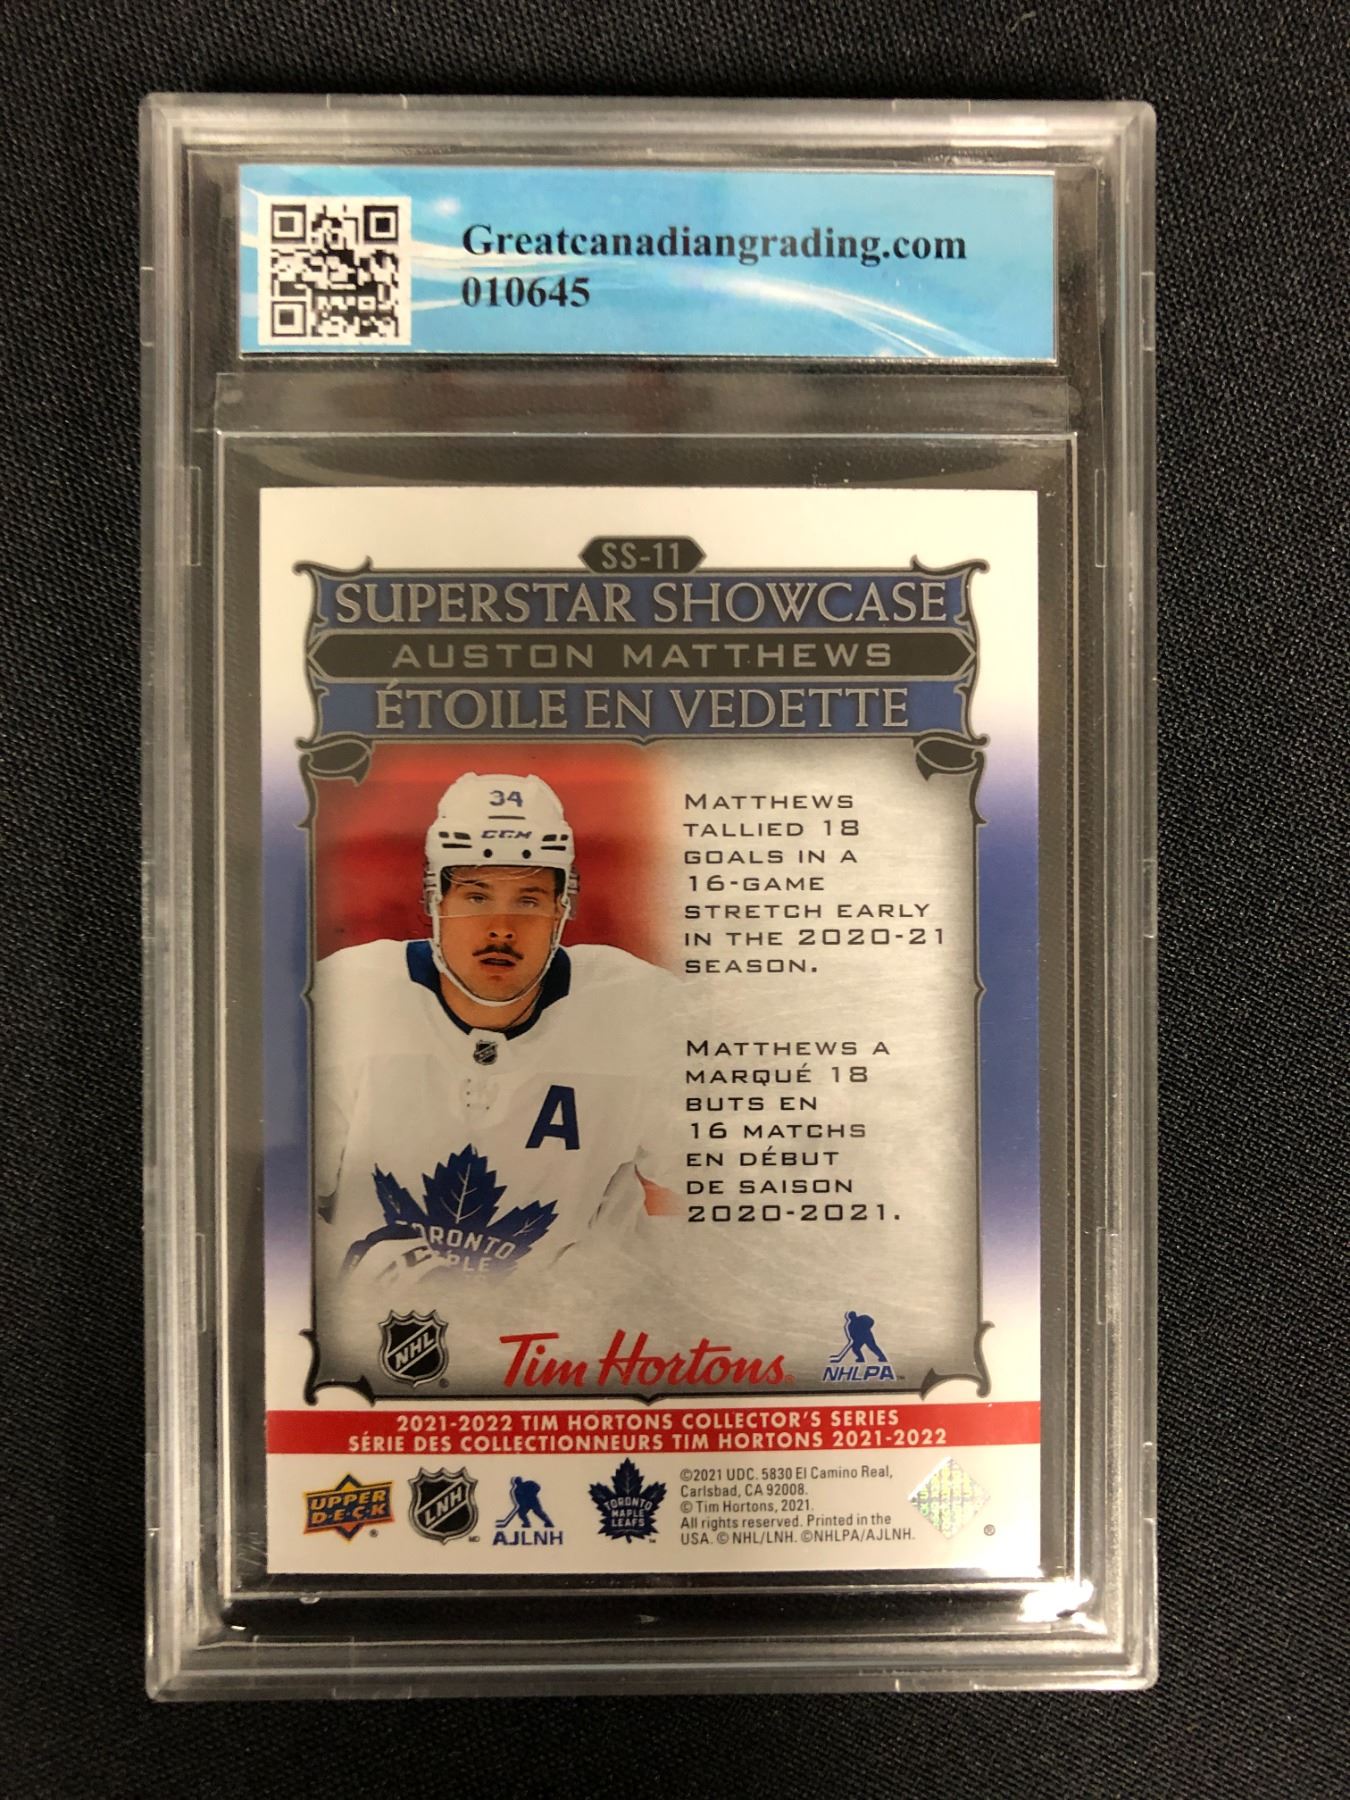 Greatcanadiangrading.com
010645
SS-11
SUPERSTAR SHOWCASE
AUSTON MATTHEWS
ÉTOILE EN VEDETTE
34
CCM
MATTHEWS
TALLIED 18
GOALS IN A
16-GAME
STRETCH EARLY
IN THE 2020-21
SEASON.
MATTHEWS A
MARQUÉ 18
BUTS EN
16 MATCHS
EN DÉBUT
DE SAISON
2020-2021.
A
NHL
Tim Hortons®
NHLPA™
2021-2022 TIM HORTONS COLLECTOR'S SERIES
SÉRIE DES COLLECTIONNEURS TIM HORTONS 2021-2022
UPPER
D·E·C·K
LNH
AJLNH
TORONTO
MAPLE
LEAFS
©2021 UDC. 5830 El Camino Real,
Carlsbad, CA 92008.
© Tim Hortons, 2021.
All rights reserved. Printed in the
USA. © NHL/LNH. ©NHLPA/AJLNH.